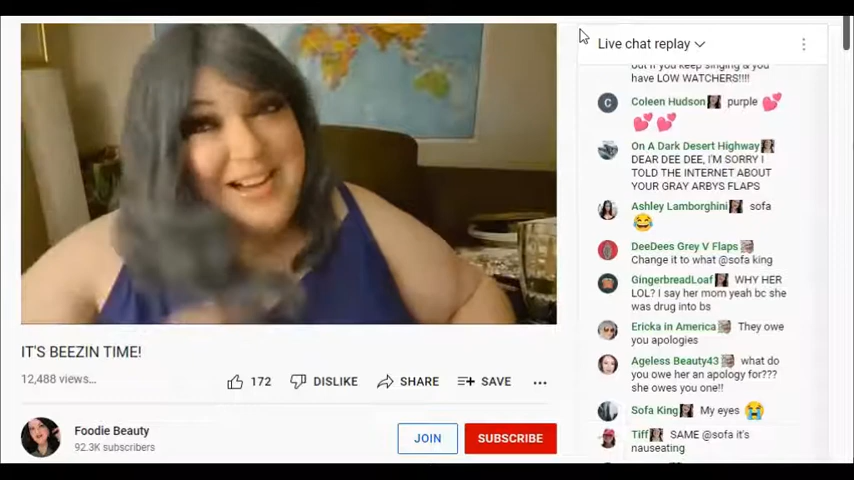 Live chat replay
but if you keep singing & you
have LOW WATCHERS!!!!
Coleen Hudson purple 💕
💕💕
On A Dark Desert Highway
DEAR DEE DEE, I'M SORRY I
TOLD THE INTERNET ABOUT
YOUR GRAY ARBYS FLAPS
Ashley Lamborghini sofa
😂
DeeDees Grey V Flaps
Change it to what @sofa king
GingerbreadLoaf WHY HER
LOL? I say her mom yeah bc she
was drug into bs
Ericka in America They owe
you apologies
Ageless Beauty43 what do
you owe her an apology for???
she owes you one!!
Sofa King My eyes 😭
Tiff SAME @sofa it's
nauseating
IT'S BEEZIN TIME!
12,488 views...
172 DISLIKE SHARE SAVE ...
Foodie Beauty
92.3K subscribers
JOIN SUBSCRIBE
C